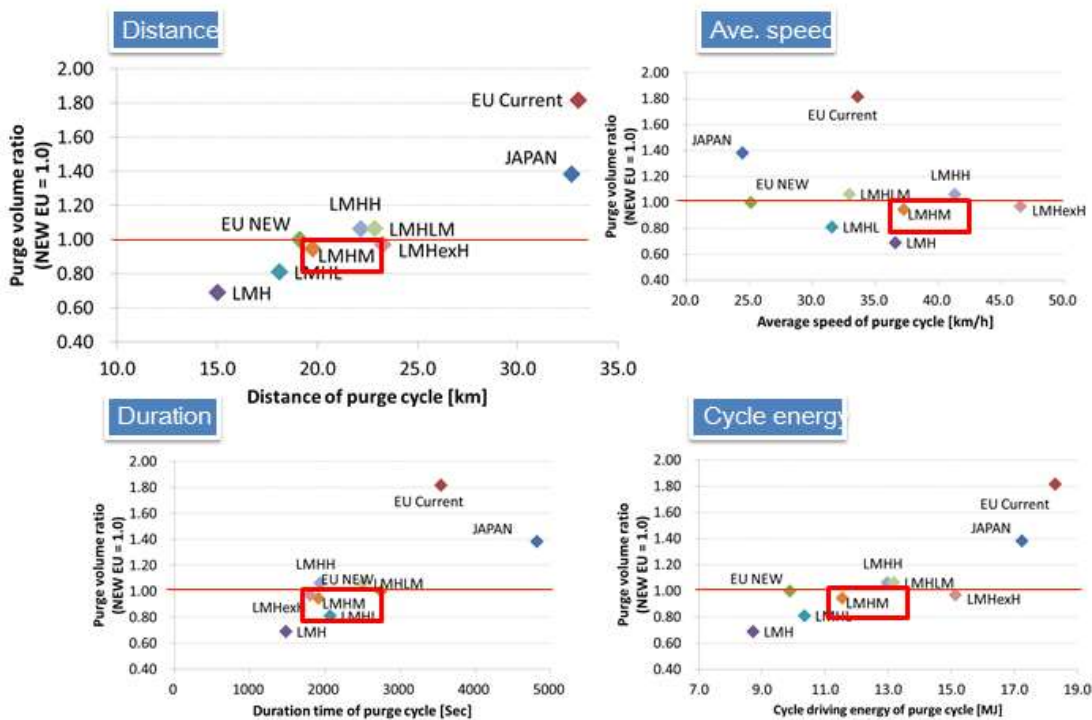 Distance
Purge volume ratio
(NEW EU = 1.0)
2.00
1.80
1.60
1.40
1.20
1.00
0.80
0.60
0.40
EU Current
JAPAN
LMHH
EU NEW
LMHLM
LMHM
LMHexH
LMHL
LMH
10.0 15.0 20.0 25.0 30.0 35.0
Distance of purge cycle [km]
Ave. speed
Purge volume ratio
(NEW EU = 1.0)
2.00
1.80
1.60
1.40
1.20
1.00
0.80
0.60
0.40
EU Current
JAPAN
LMHH
EU NEW
LMHLM
LMHM
LMHexH
LMHL
LMH
20.0 25.0 30.0 35.0 40.0 45.0 50.0
Average speed of purge cycle [km/h]
Duration
Purge volume ratio
(NEW EU = 1.0)
2.00
1.80
1.60
1.40
1.20
1.00
0.80
0.60
0.40
EU Current
JAPAN
LMHH
EU NEW
LMHLM
LMHexH
LMHM
LMHL
LMH
0 1000 2000 3000 4000 5000
Duration time of purge cycle [Sec]
Cycle energy
Purge volume ratio
(NEW EU = 1.0)
2.00
1.80
1.60
1.40
1.20
1.00
0.80
0.60
0.40
EU Current
JAPAN
LMHH
EU NEW
LMHLM
LMHM
LMHexH
LMHL
LMH
7.0 9.0 11.0 13.0 15.0 17.0 19.0
Cycle driving energy of purge cycle [MJ]